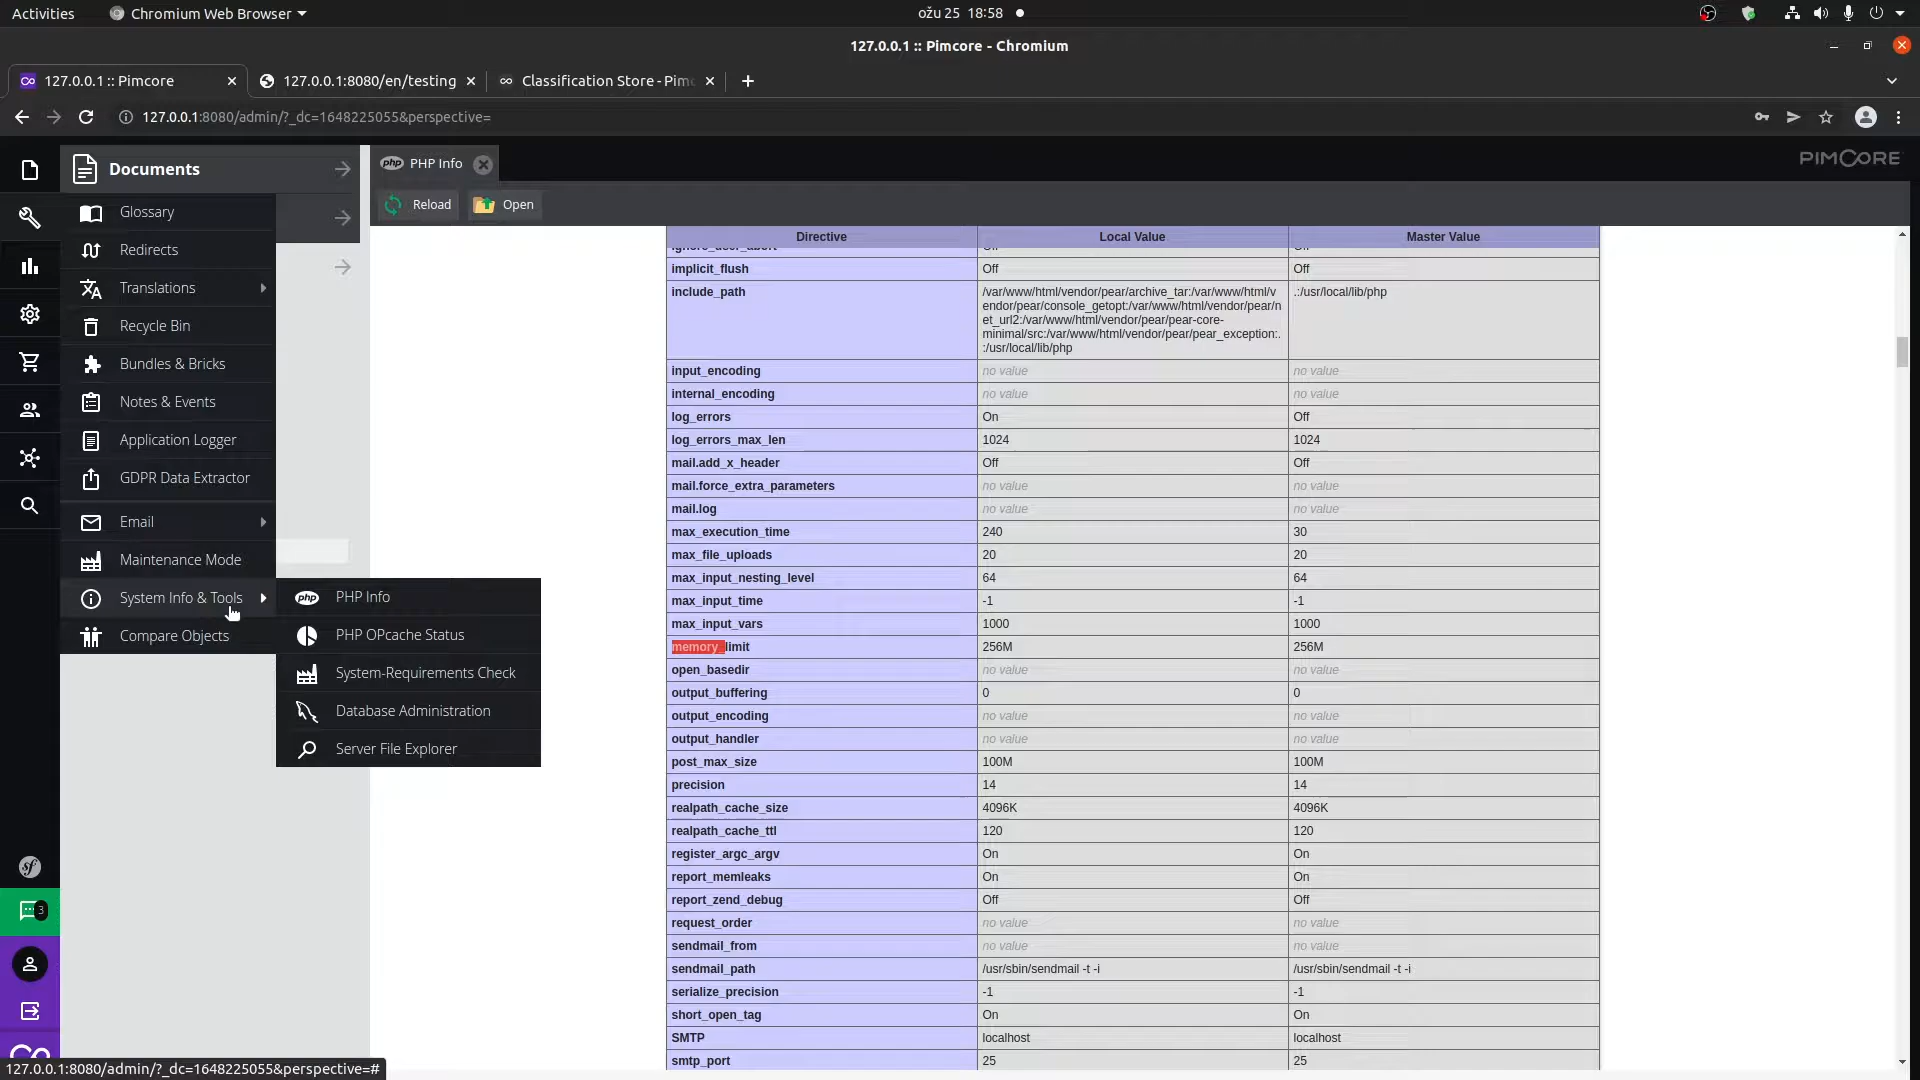 Activities
Chromium Web Browser
ožu 25 18:58
127.0.0.1 :: Pimcore - Chromium
127.0.0.1 :: Pimcore
127.0.0.1:8080/en/testing
Classification Store - Pimc
127.0.0.1:8080/admin/?_dc=1648225055&perspective=
Documents
PHP Info
PIMCORE
Reload
Open
Glossary
Redirects
Translations
Recycle Bin
Bundles & Bricks
Notes & Events
Application Logger
GDPR Data Extractor
Email
Maintenance Mode
System Info & Tools
Compare Objects
PHP Info
PHP OPcache Status
System-Requirements Check
Database Administration
Server File Explorer
3
Directive Local Value Master Value
implicit_flush Off Off
include_path /var/www/html/vendor/pear/archive_tar:/var/www/html/v .:/usr/local/lib/php
endor/pear/console_getopt:/var/www/html/vendor/pear/n
et_url2:/var/www/html/vendor/pear/pear-core-
minimal/src:/var/www/html/vendor/pear/pear_exception:.
:/usr/local/lib/php
input_encoding no value no value
internal_encoding no value no value
log_errors On Off
log_errors_max_len 1024 1024
mail.add_x_header Off Off
mail.force_extra_parameters no value no value
mail.log no value no value
max_execution_time 240 30
max_file_uploads 20 20
max_input_nesting_level 64 64
max_input_time -1 -1
max_input_vars 1000 1000
memory_limit 256M 256M
open_basedir no value no value
output_buffering 0 0
output_encoding no value no value
output_handler no value no value
post_max_size 100M 100M
precision 14 14
realpath_cache_size 4096K 4096K
realpath_cache_ttl 120 120
register_argc_argv On On
report_memleaks On On
report_zend_debug Off Off
request_order no value no value
sendmail_from no value no value
sendmail_path /usr/sbin/sendmail -t -i /usr/sbin/sendmail -t -i
serialize_precision -1 -1
short_open_tag On On
SMTP localhost localhost
smtp_port 25 25
127.0.0.1:8080/admin/?_dc=1648225055&perspective=#